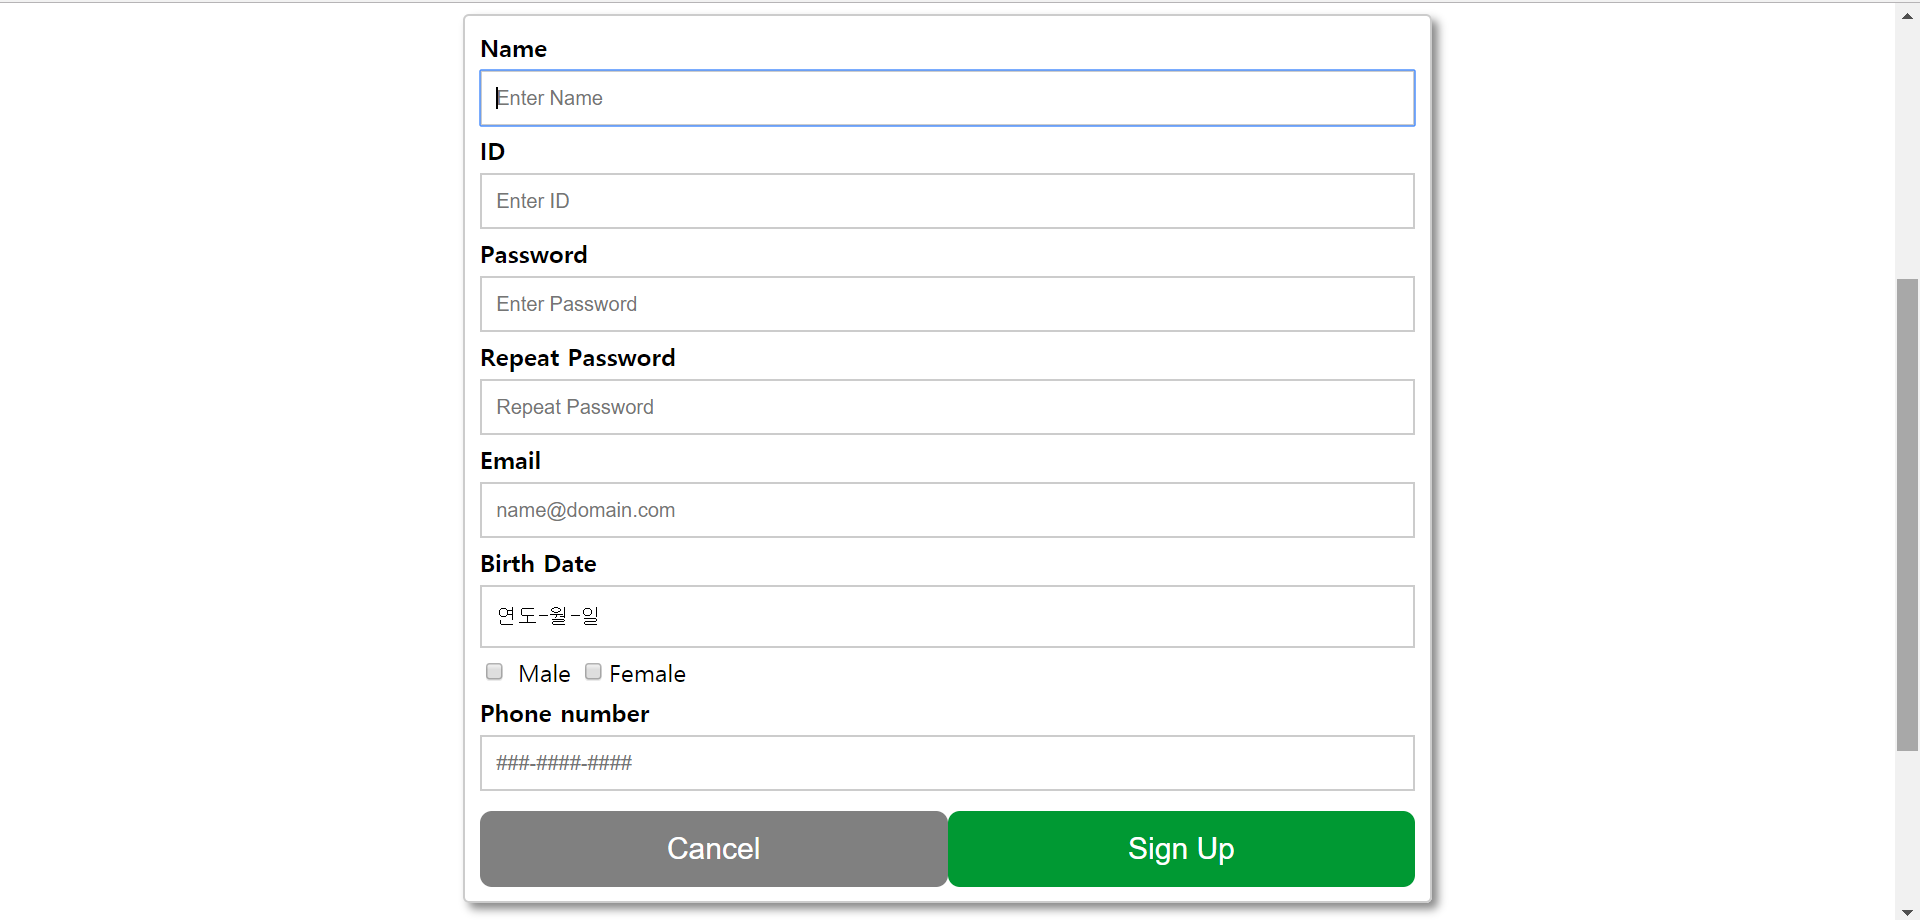 Name
Enter Name
ID
Enter ID
Password
Enter Password
Repeat Password
Repeat Password
Email
name@domain.com
Birth Date
연도-월-일
Male Female
Phone number
###-####-####
Cancel Sign Up